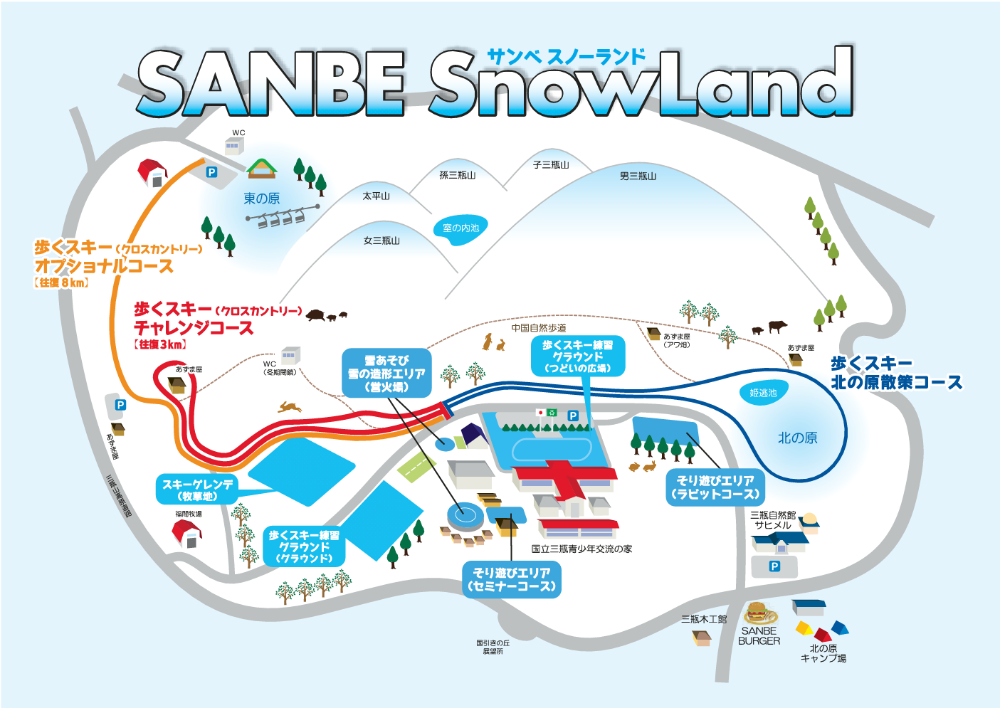 サンベ スノーランド
SANBE SnowLand
WC
P
東の原
太平山
孫三瓶山
子三瓶山
男三瓶山
女三瓶山
室の内池
歩くスキー（クロスカントリー）
オプショナルコース
【往復8km】
歩くスキー（クロスカントリー）
チャレンジコース
【往復3km】
中国自然歩道
あずま屋
（アワ畑）
あずま屋
あずま屋
WC
（冬期閉鎖）
雪あそび
雪の造形エリア
（営火場）
歩くスキー練習
グラウンド
（つどいの広場）
歩くスキー
北の原散策コース
姫逃池
北の原
P
P
あずま屋
三瓶山高原道路
スキーゲレンデ
（牧草地）
福間牧場
歩くスキー練習
グラウンド
（グラウンド）
そり遊びエリア
（ラビットコース）
そり遊びエリア
（セミナーコース）
国立三瓶青少年交流の家
三瓶自然館
サヒメル
P
三瓶木工館
SANBE
BURGER
北の原
キャンプ場
国引きの丘
展望所